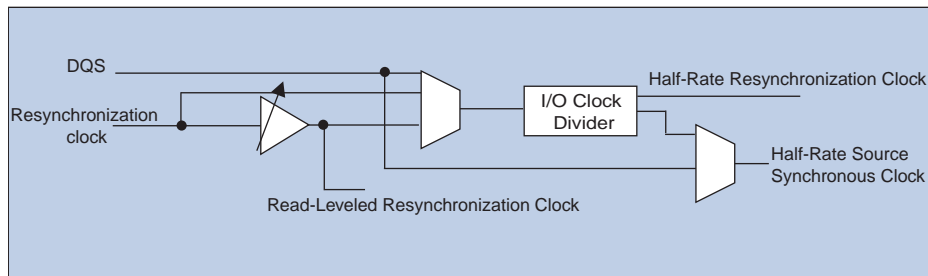 DQS
Resynchronization
clock
I/O Clock
Divider
Half-Rate Resynchronization Clock
Half-Rate Source
Synchronous Clock
Read-Leveled Resynchronization Clock